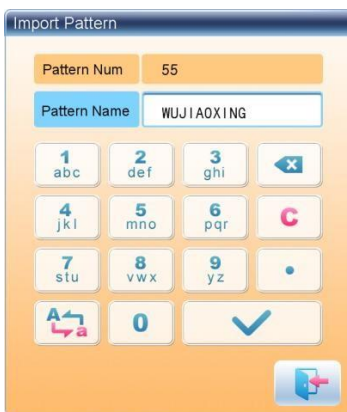 Import Pattern
Pattern Num 55
Pattern Name WUJIAOXING
1 2 3
abc def ghi
4 5 6 C
jkl mno pqr
7 8 9 .
stu vwx yz
A a 0